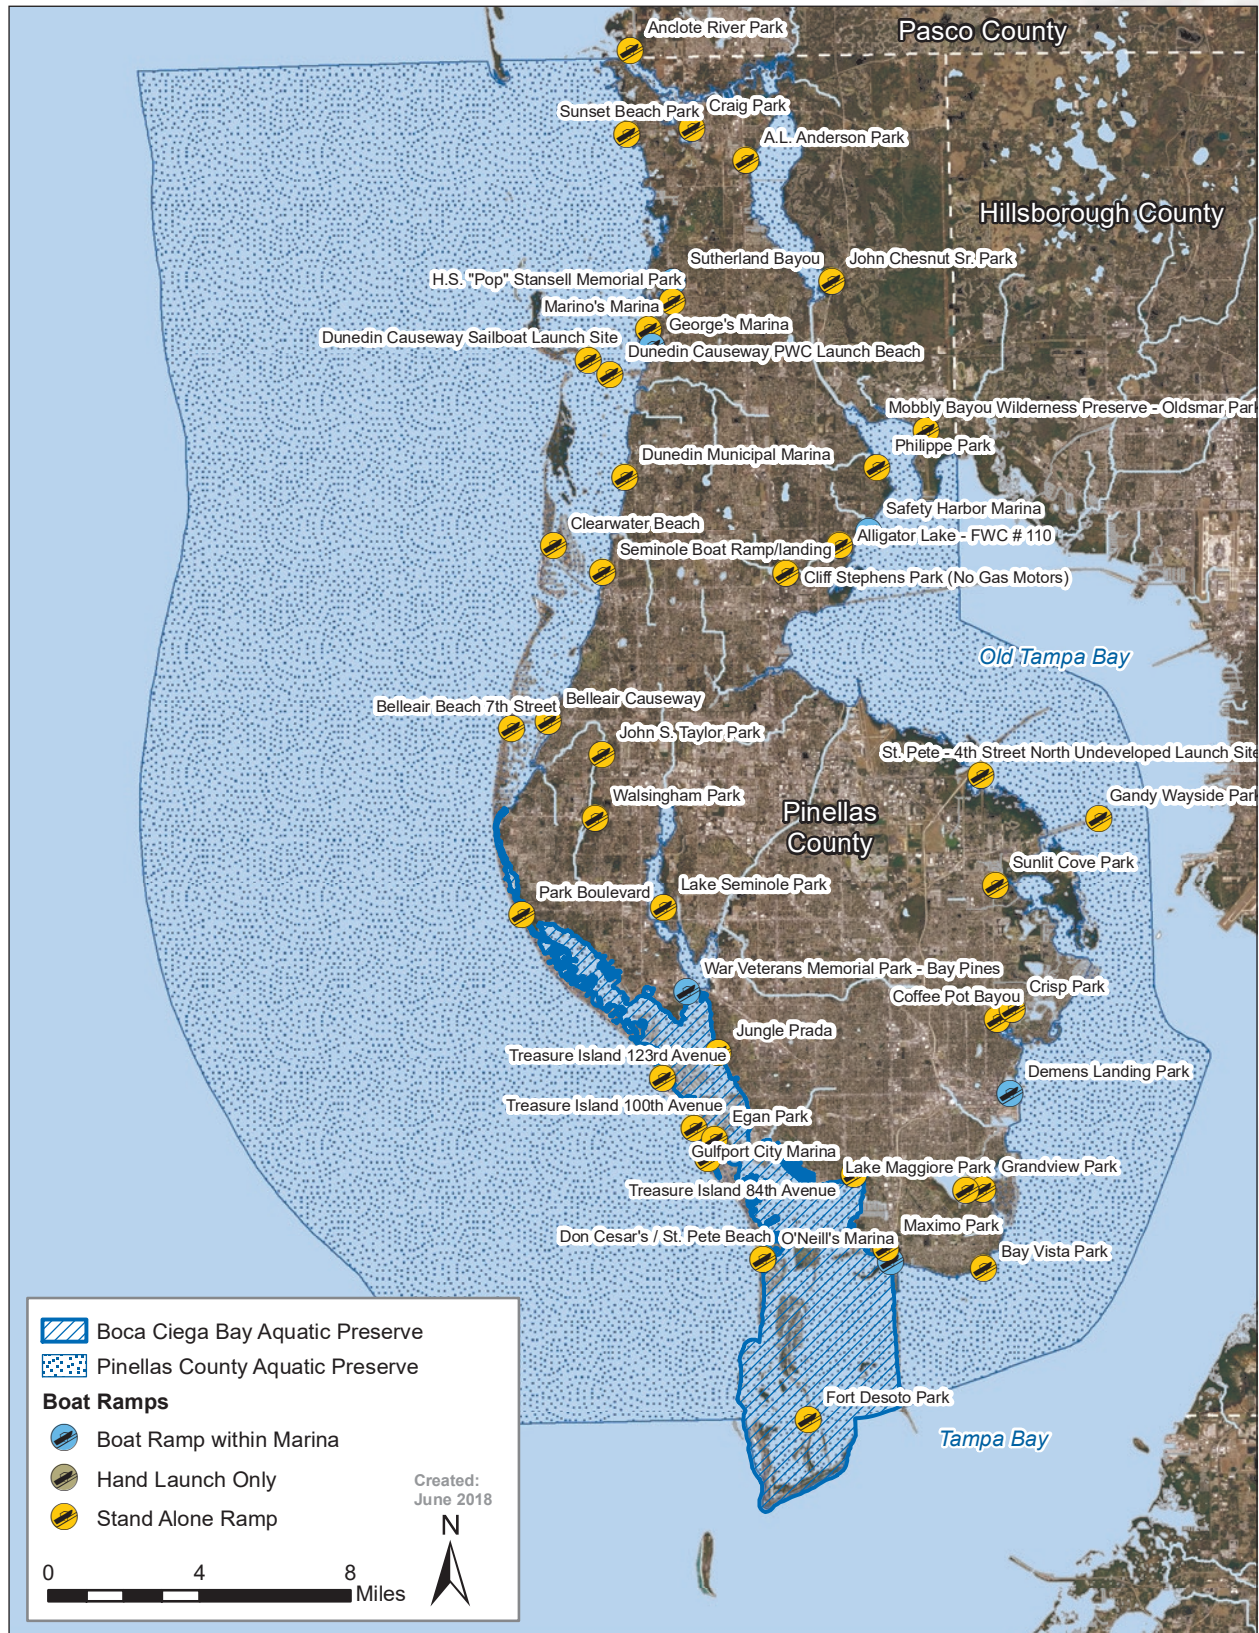 Anclote River Park
Pasco County
Sunset Beach Park
Craig Park
A.L. Anderson Park
Hillsborough County
Sutherland Bayou
John Chesnut Sr. Park
H.S. "Pop" Stansell Memorial Park
Marino's Marina
George's Marina
Dunedin Causeway Sailboat Launch Site
Dunedin Causeway PWC Launch Beach
Mobbly Bayou Wilderness Preserve - Oldsmar Park
Philippe Park
Dunedin Municipal Marina
Safety Harbor Marina
Clearwater Beach
Alligator Lake - FWC # 110
Seminole Boat Ramp/landing
Cliff Stephens Park (No Gas Motors)
Old Tampa Bay
Belleair Causeway
Belleair Beach 7th Street
John S. Taylor Park
St. Pete - 4th Street North Undeveloped Launch Site
Walsingham Park
Gandy Wayside Park
Pinellas
County
Sunlit Cove Park
Park Boulevard
Lake Seminole Park
War Veterans Memorial Park - Bay Pines
Crisp Park
Coffee Pot Bayou
Jungle Prada
Treasure Island 123rd Avenue
Demens Landing Park
Treasure Island 100th Avenue
Egan Park
Gulfport City Marina
Lake Maggiore Park
Grandview Park
Treasure Island 84th Avenue
Maximo Park
Don Cesar's / St. Pete Beach
O'Neill's Marina
Bay Vista Park
Fort Desoto Park
Tampa Bay
Boca Ciega Bay Aquatic Preserve
Pinellas County Aquatic Preserve
Boat Ramps
Boat Ramp within Marina
Hand Launch Only
Stand Alone Ramp
Created:
June 2018
N
0 4 8
Miles